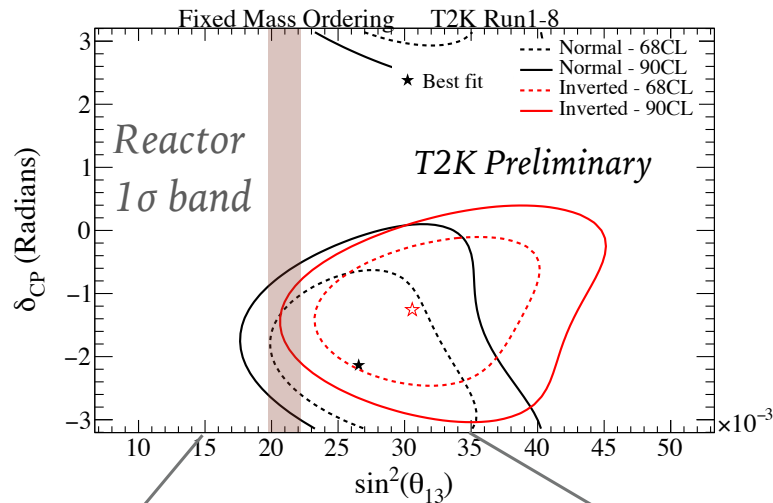 Fixed Mass Ordering T2K Run1-8
Normal - 68CL
Normal - 90CL
Inverted - 68CL
Inverted - 90CL
★ Best fit
Reactor
1σ band
T2K Preliminary
δCP (Radians)
3
2
1
0
−1
−2
−3
10 15 20 25 30 35 40 45 50
×10⁻³
sin²(θ₁₃)